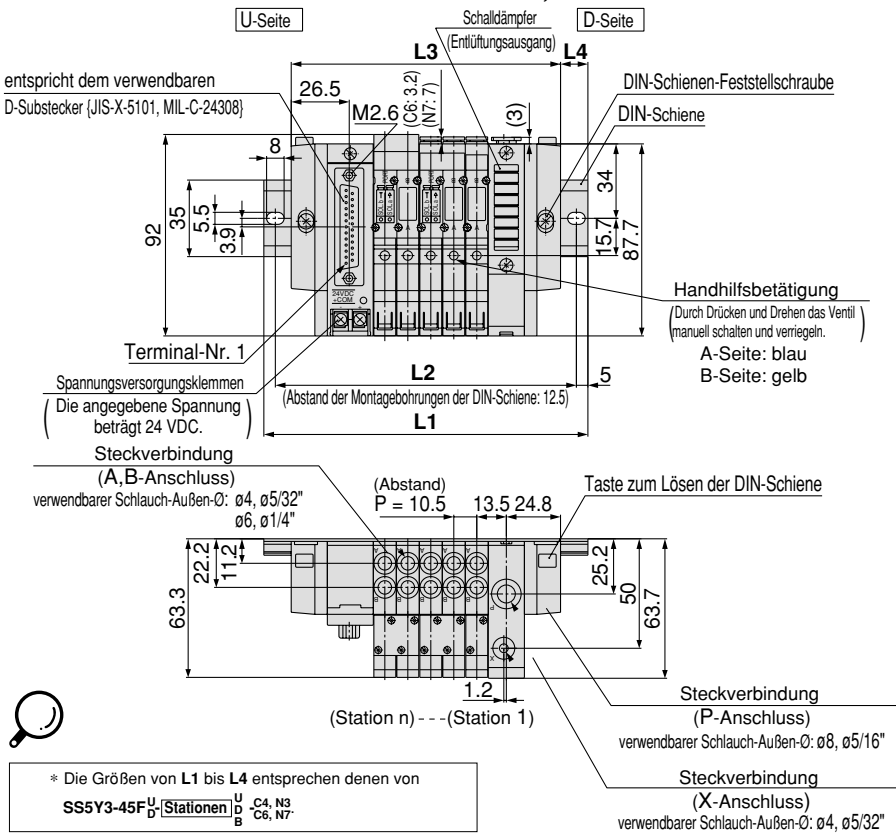 U-Seite
D-Seite
Schalldämpfer
(Entlüftungsausgang)
L3
L4
entspricht dem verwendbaren
D-Substecker {JIS-X-5101, MIL-C-24308}
26.5
M2.6
(C6: 3.2)
(N7: 7)
(3)
DIN-Schienen-Feststellschraube
DIN-Schiene
8
92
35
5.5
3.9
34
15.7
87.7
24VDC
+COM
Terminal-Nr. 1
Spannungsversorgungsklemmen
(Die angegebene Spannung
beträgt 24 VDC.)
Handhilfsbetätigung
(Durch Drücken und Drehen das Ventil
manuell schalten und verriegeln.)
A-Seite: blau
B-Seite: gelb
L2
5
(Abstand der Montagebohrungen der DIN-Schiene: 12.5)
L1
Steckverbindung
(A,B-Anschluss)
verwendbarer Schlauch-Außen-Ø: ø4, ø5/32"
ø6, ø1/4"
(Abstand)
P = 10.5
13.5
24.8
Taste zum Lösen der DIN-Schiene
63.3
22.2
11.2
25.2
50
63.7
P
X
1.2
(Station n) - - - (Station 1)
Steckverbindung
(P-Anschluss)
verwendbarer Schlauch-Außen-Ø: ø8, ø5/16"
Steckverbindung
(X-Anschluss)
verwendbarer Schlauch-Außen-Ø: ø4, ø5/32"
* Die Größen von L1 bis L4 entsprechen denen von
SS5Y3-45F U D - Stationen U D B - C4, N3 C6, N7.